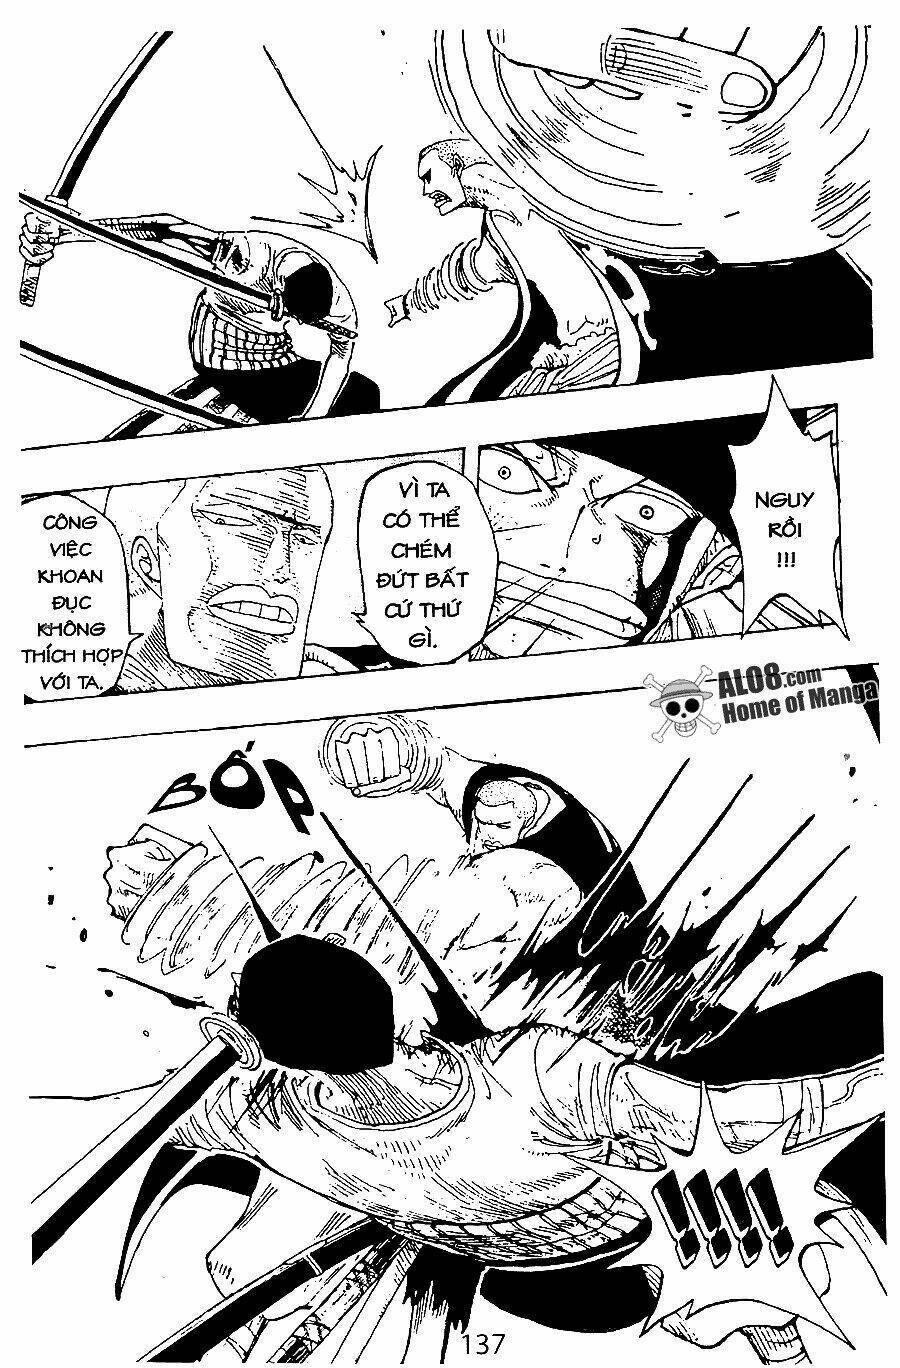 NGUY
RỒI
!!!
VÌ TA
CÓ THỂ
CHÉM
ĐỨT BẤT
CỨ THỨ
GÌ.
CÔNG
VIỆC
KHOAN
ĐỤC
KHÔNG
THÍCH HỢP
VỚI TA.
ALO8.com
Home of Manga
BỐP
!!!!
137